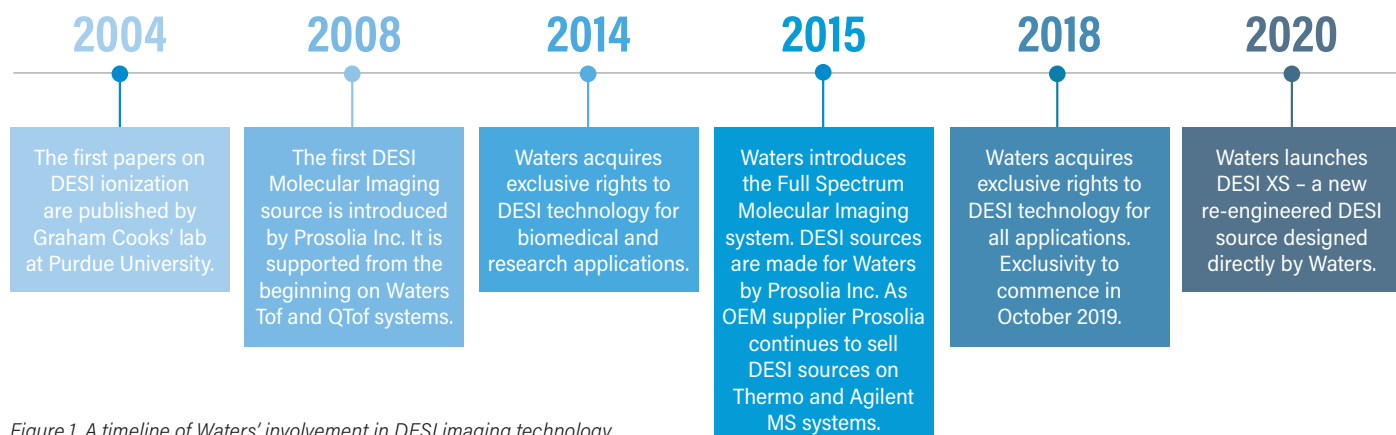 2004
The first papers on
DESI ionization
are published by
Graham Cooks' lab
at Purdue University.
2008
The first DESI
Molecular Imaging
source is introduced
by Prosolia Inc. It is
supported from the
beginning on Waters
Tof and QTof systems.
2014
Waters acquires
exclusive rights to
DESI technology for
biomedical and
research applications.
2015
Waters introduces
the Full Spectrum
Molecular Imaging
system. DESI sources
are made for Waters
by Prosolia Inc. As
OEM supplier Prosolia
continues to sell
DESI sources on
Thermo and Agilent
MS systems.
2018
Waters acquires
exclusive rights to
DESI technology for
all applications.
Exclusivity to
commence in
October 2019.
2020
Waters launches
DESI XS – a new
re-engineered DESI
source designed
directly by Waters.
Figure 1. A timeline of Waters' involvement in DESI imaging technology